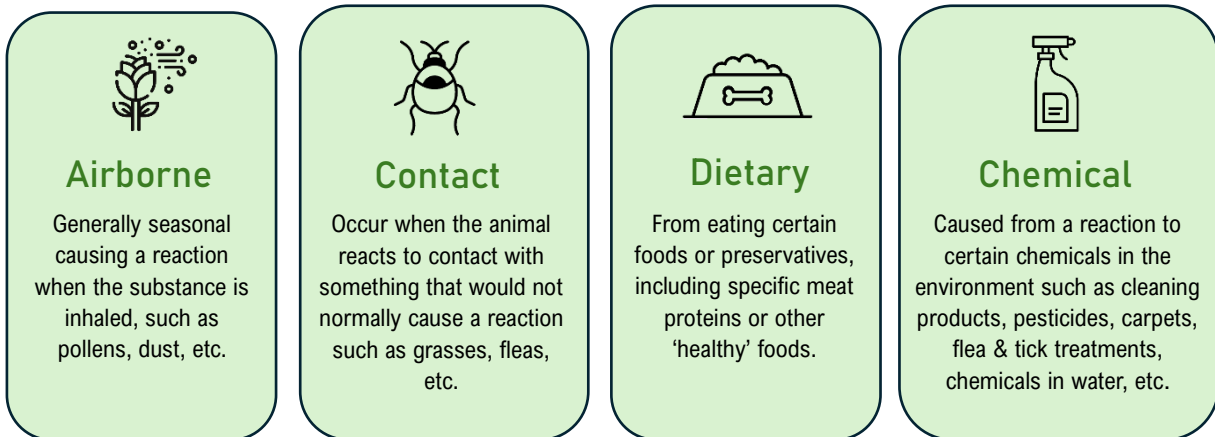 Airborne
Generally seasonal
causing a reaction
when the substance is
inhaled, such as
pollens, dust, etc.
Contact
Occur when the animal
reacts to contact with
something that would not
normally cause a reaction
such as grasses, fleas,
etc.
Dietary
From eating certain
foods or preservatives,
including specific meat
proteins or other
‘healthy’ foods.
Chemical
Caused from a reaction to
certain chemicals in the
environment such as cleaning
products, pesticides, carpets,
flea & tick treatments,
chemicals in water, etc.